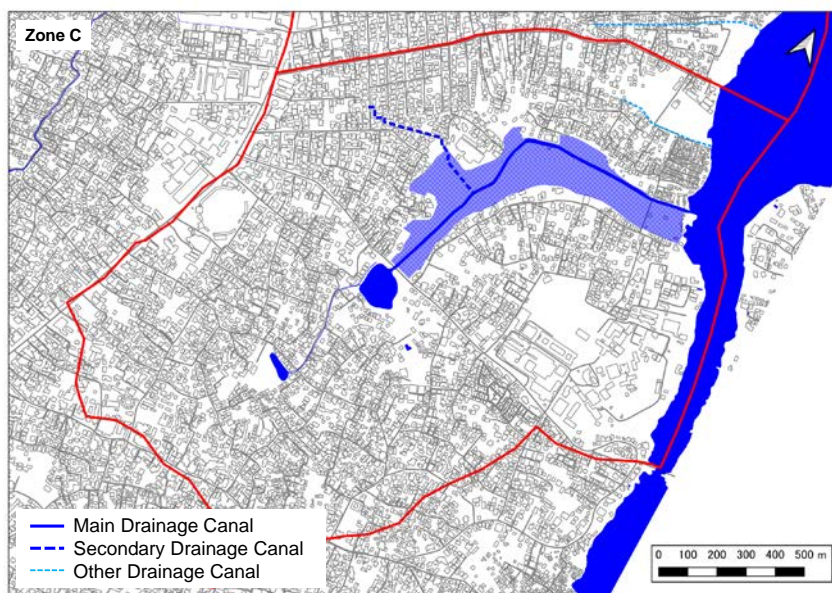 Zone C
Main Drainage Canal
Secondary Drainage Canal
Other Drainage Canal
0 100 200 300 400 500 m